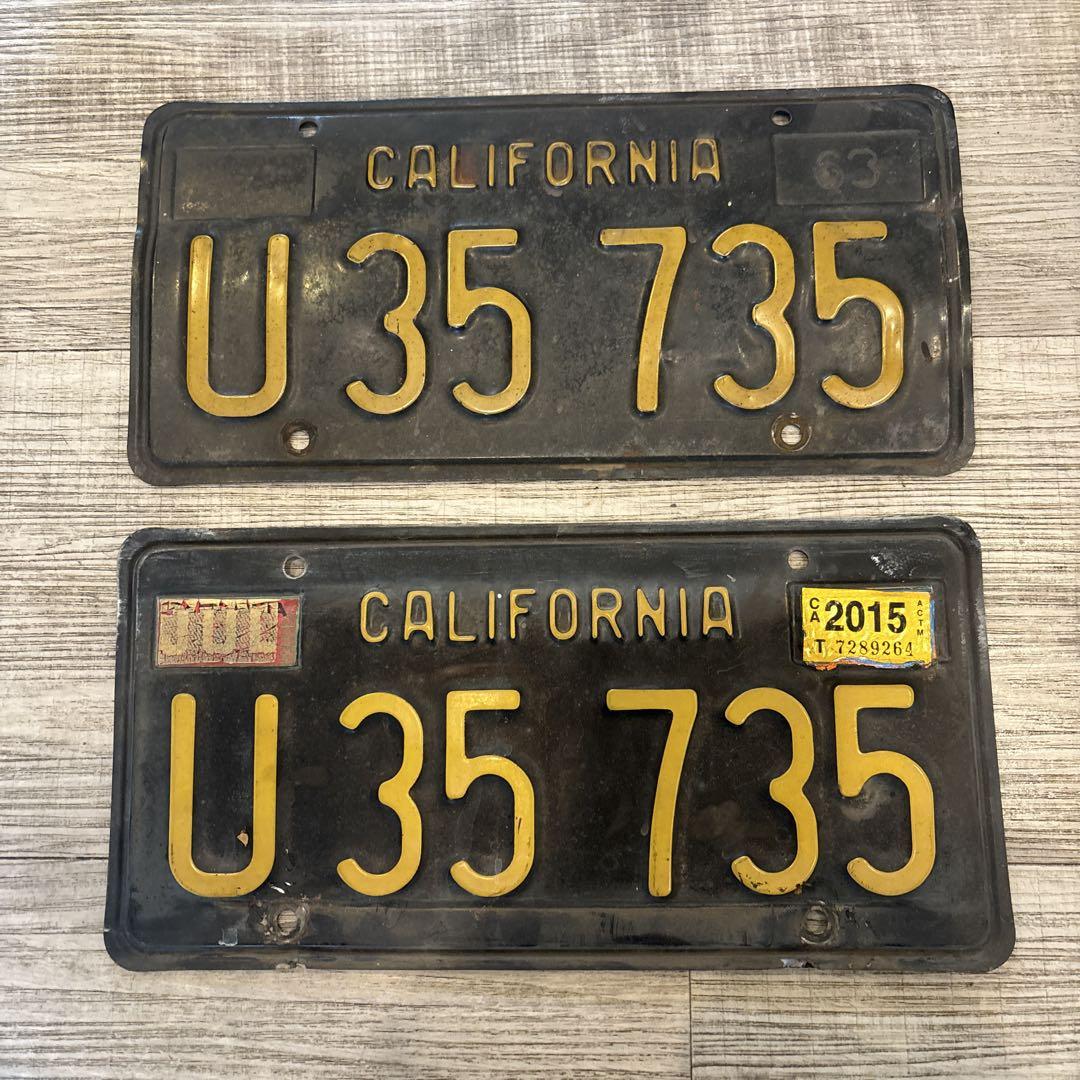 CALIFORNIA
63
U 35 735
CALIFORNIA
CA 2015 ACTM
T 7289264
U 35 735